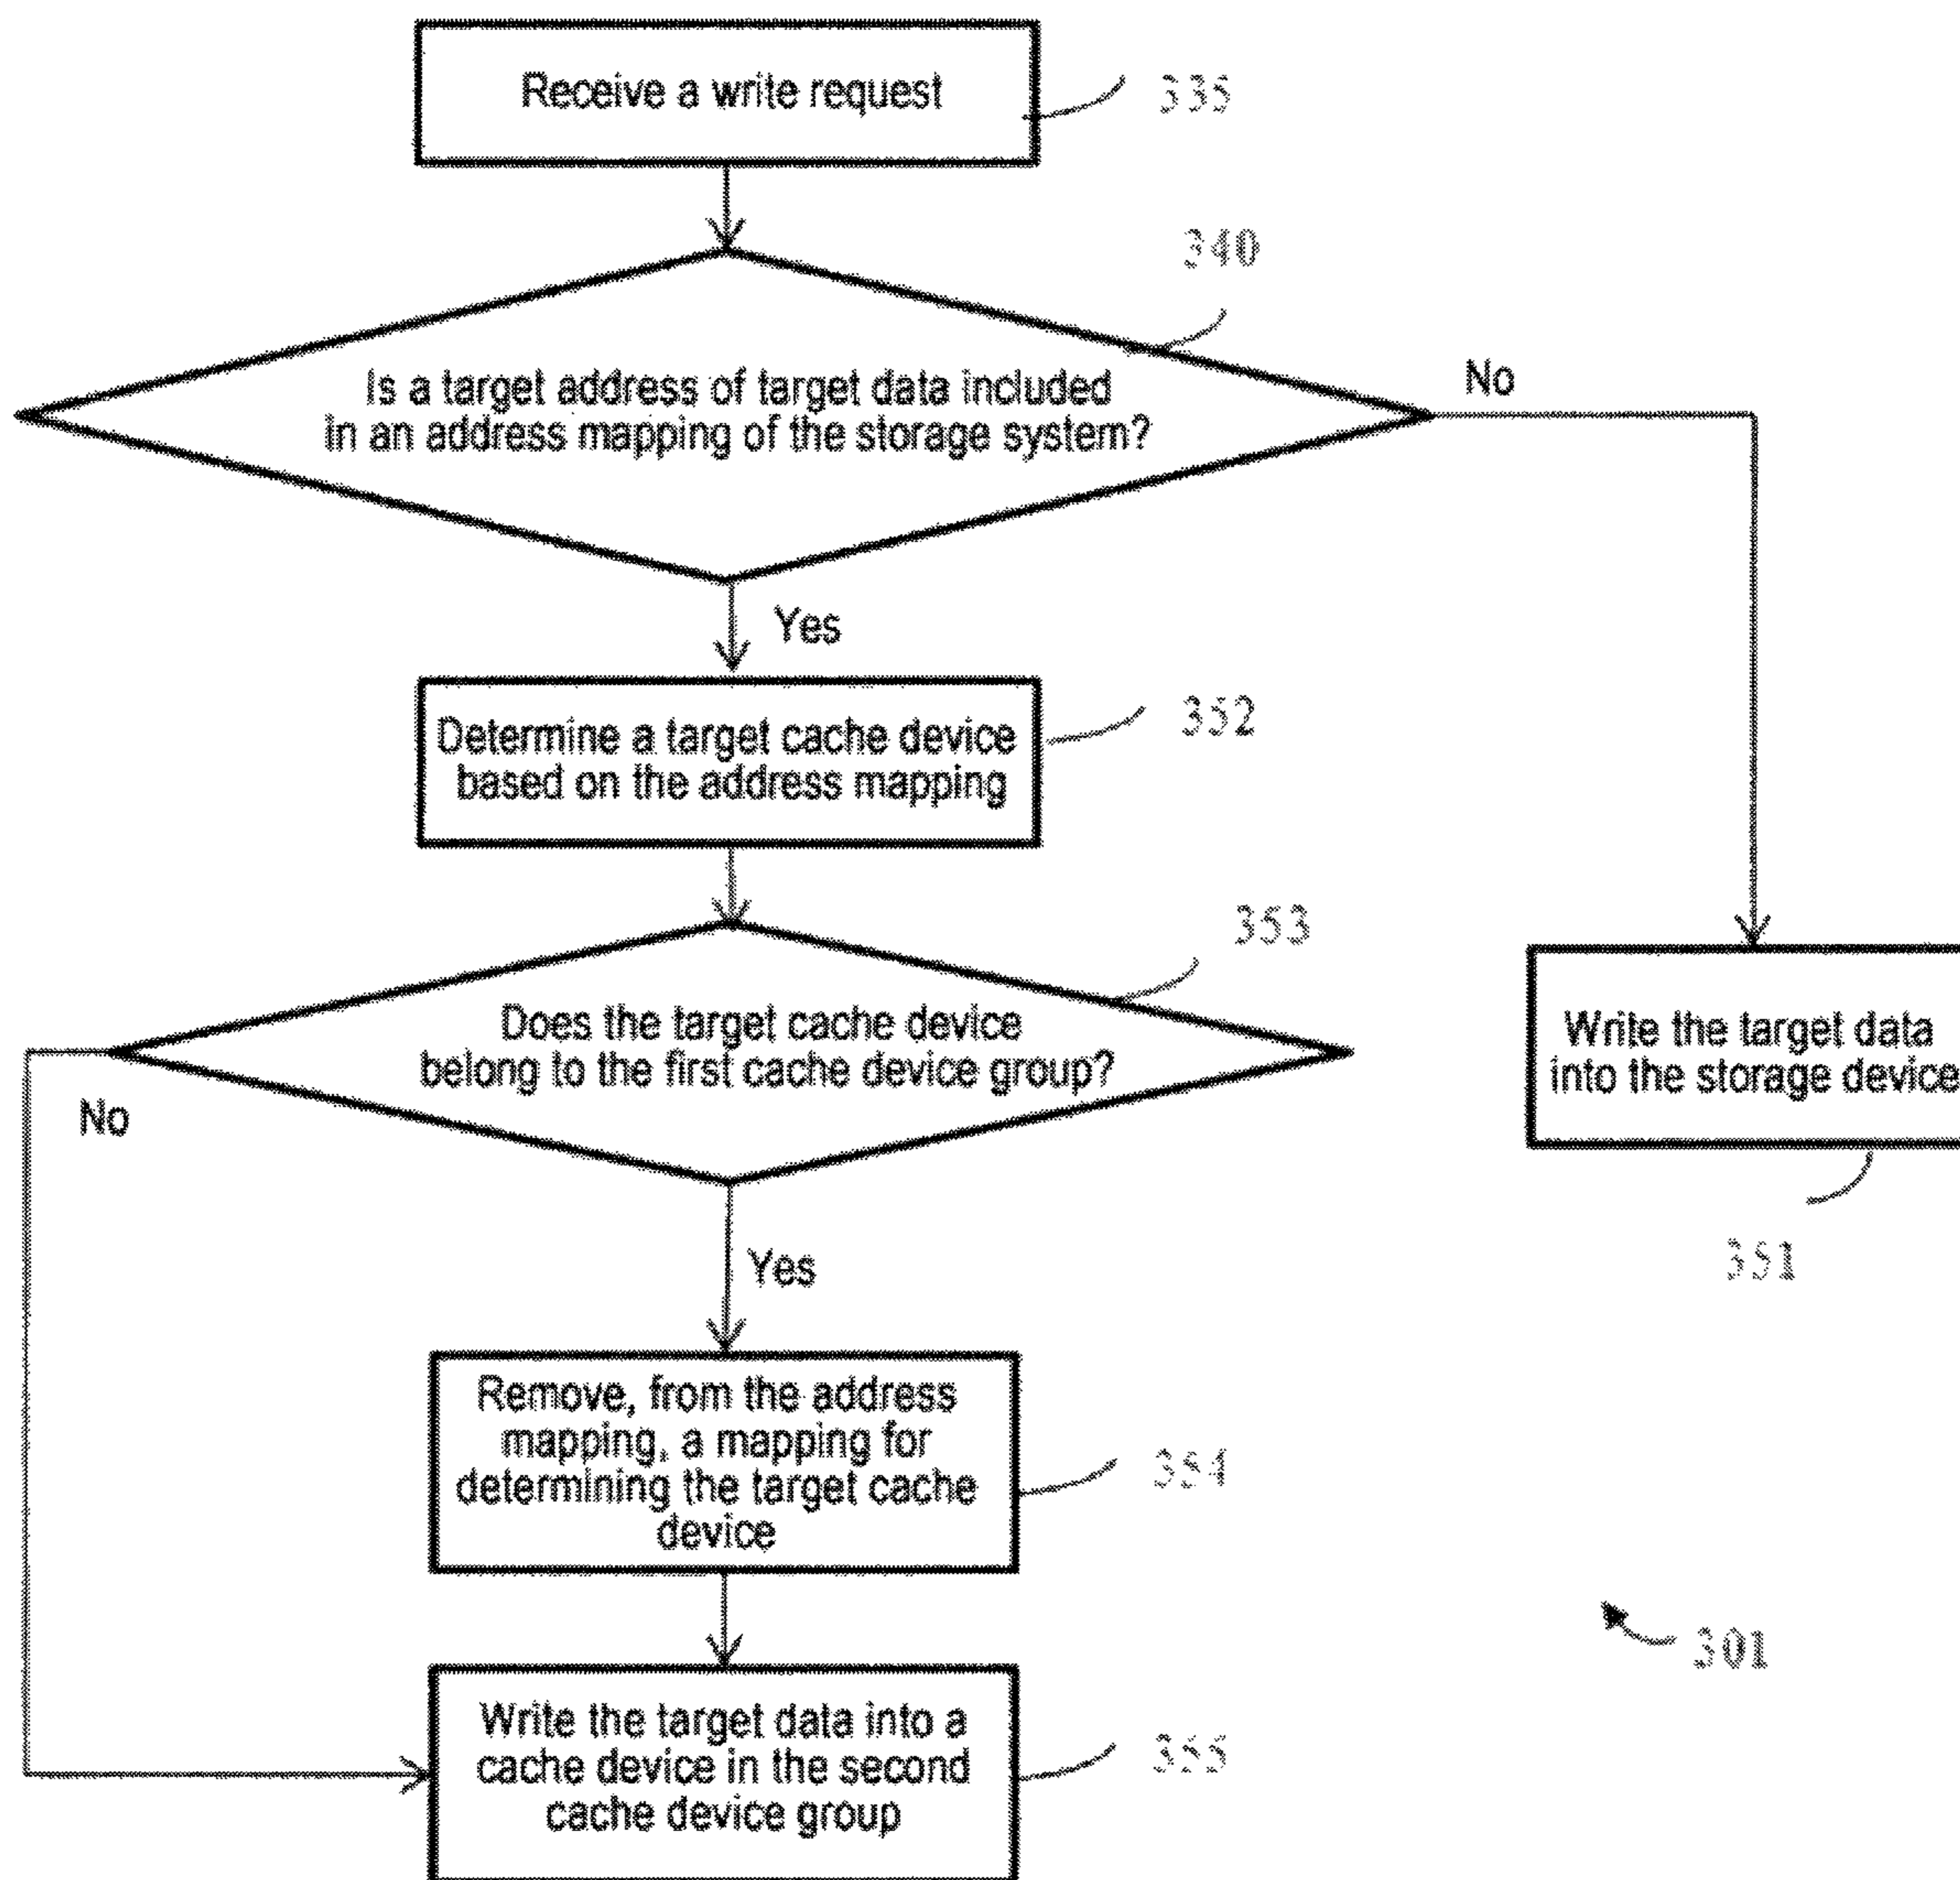 Receive a write request
335
340
Is a target address of target data included
in an address mapping of the storage system?
No
Yes
Determine a target cache device
based on the address mapping
352
353
Does the target cache device
belong to the first cache device group?
No
Write the target data
into the storage device
351
Yes
Remove, from the address
mapping, a mapping for
determining the target cache
device
354
301
Write the target data into a
cache device in the second
cache device group
355